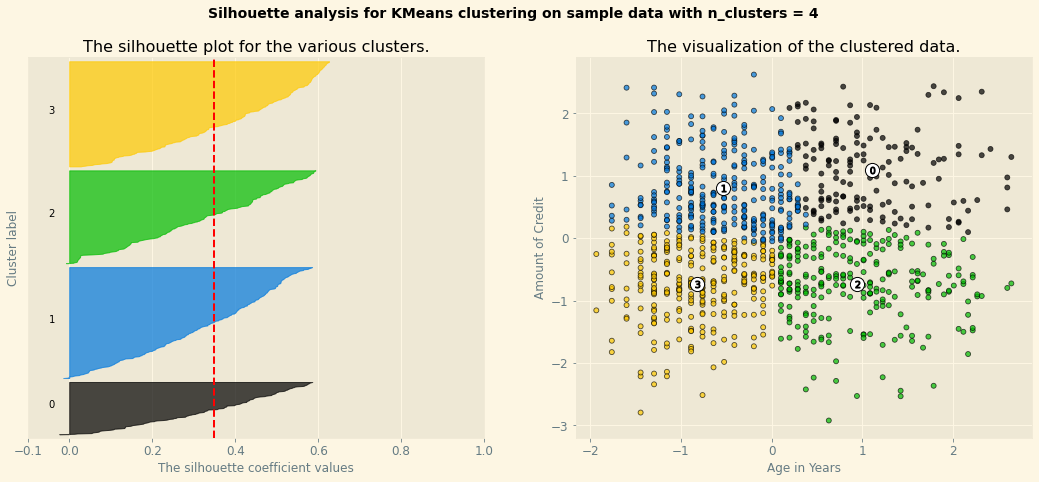 Silhouette analysis for KMeans clustering on sample data with n_clusters = 4
The silhouette plot for the various clusters.
Cluster label
3
2
1
0
−0.1 0.0 0.2 0.4 0.6 0.8 1.0
The silhouette coefficient values
The visualization of the clustered data.
Amount of Credit
2
1
0
−1
−2
−3
0
1
3
2
−2 −1 0 1 2
Age in Years